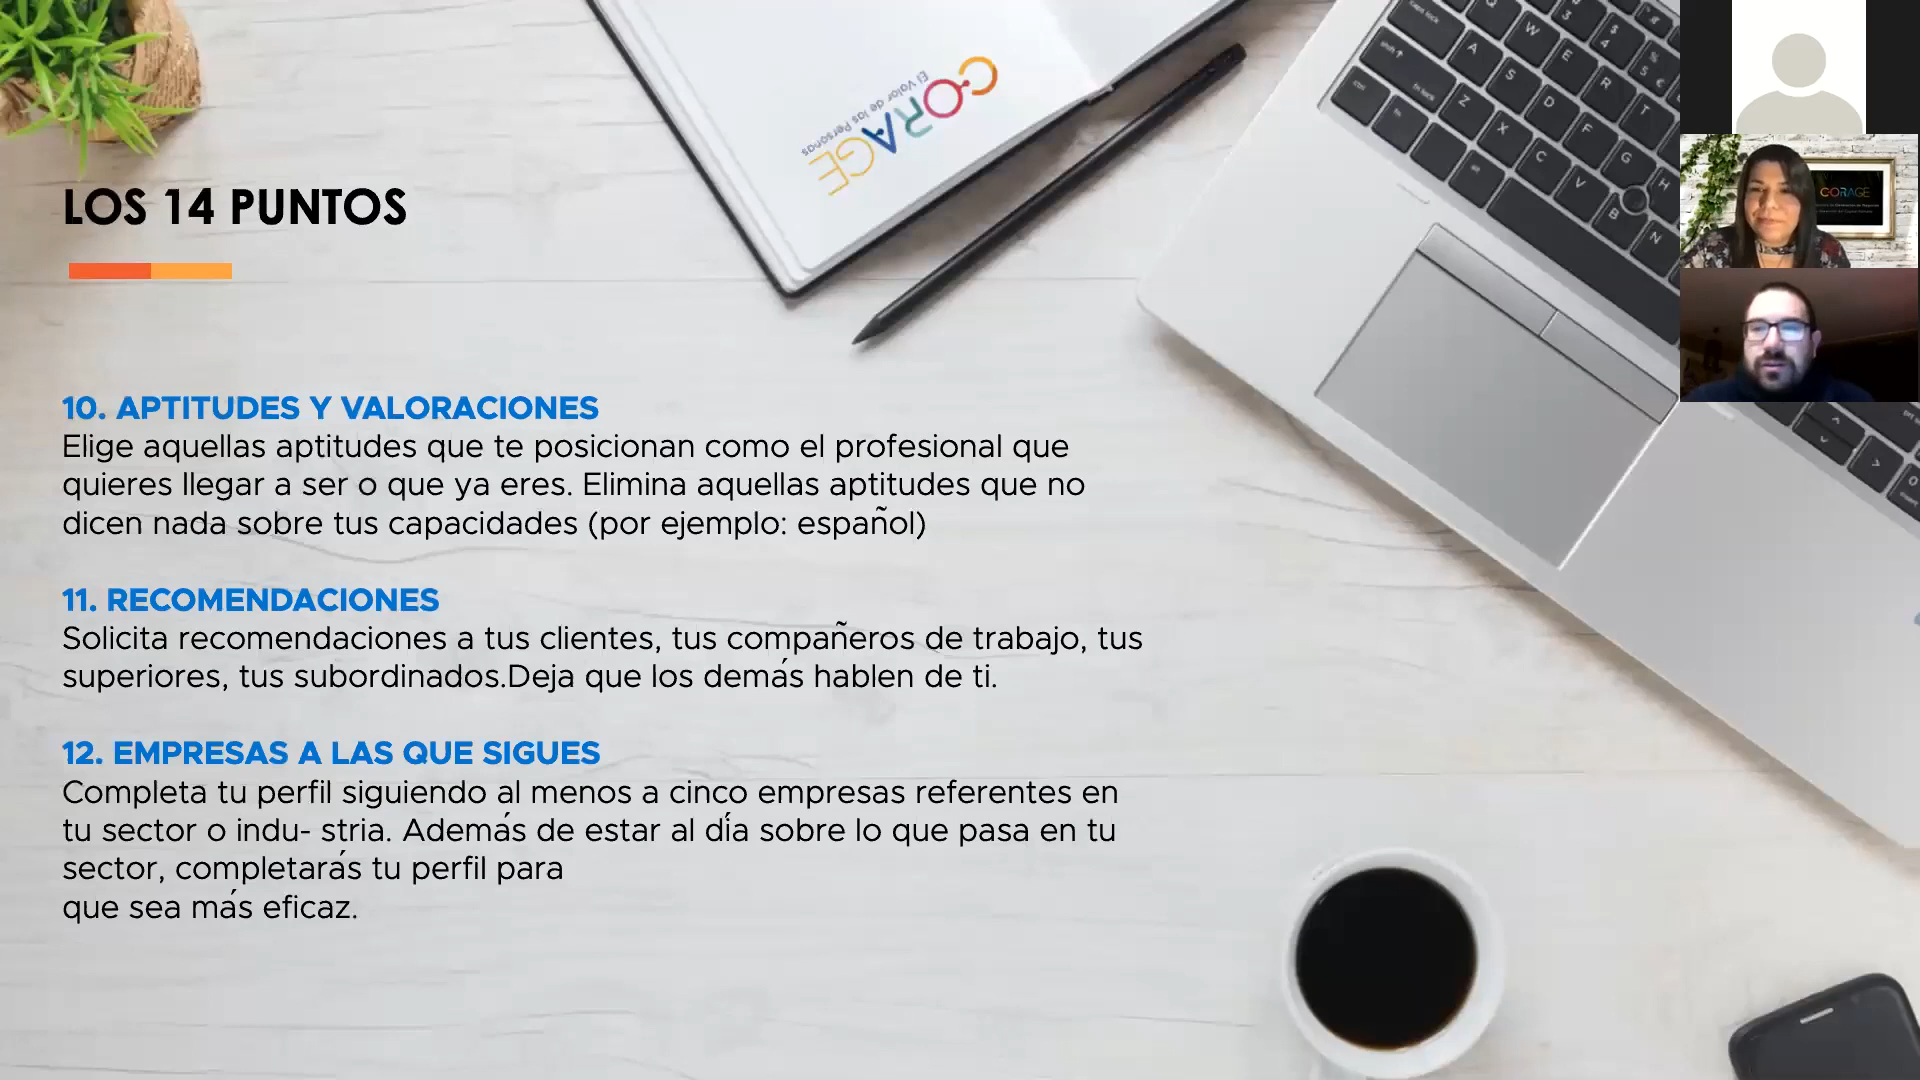 CORAGE
El Valor de las Personas
LOS 14 PUNTOS
10. APTITUDES Y VALORACIONES
Elige aquellas aptitudes que te posicionan como el profesional que
quieres llegar a ser o que ya eres. Elimina aquellas aptitudes que no
dicen nada sobre tus capacidades (por ejemplo: español)
11. RECOMENDACIONES
Solicita recomendaciones a tus clientes, tus compañeros de trabajo, tus
superiores, tus subordinados.Deja que los demás hablen de ti.
12. EMPRESAS A LAS QUE SIGUES
Completa tu perfil siguiendo al menos a cinco empresas referentes en
tu sector o indu- stria. Además de estar al día sobre lo que pasa en tu
sector, completarás tu perfil para
que sea más eficaz.
CORAGE